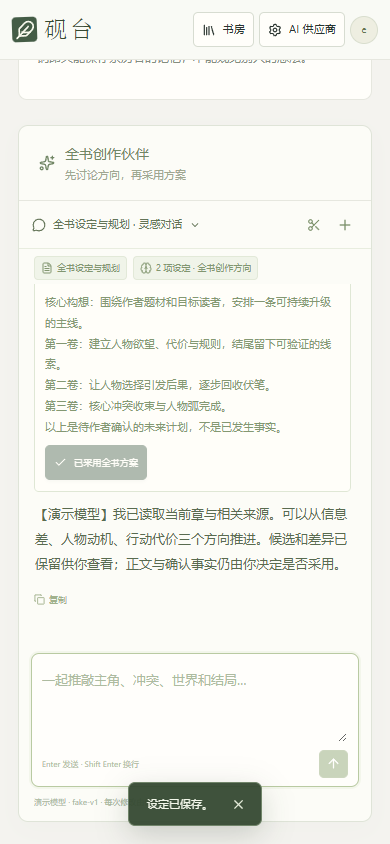 砚台
书房
AI 供应商
c
全书创作伙伴
先讨论方向，再采用方案
全书设定与规划 · 灵感对话
全书设定与规划
2 项设定 · 全书创作方向
核心构想：围绕作者题材和目标读者，安排一条可持续升级
的主线。
第一卷：建立人物欲望、代价与规则，结尾留下可验证的线
索。
第二卷：让人物选择引发后果，逐步回收伏笔。
第三卷：核心冲突收束与人物弧完成。
以上是待作者确认的未来计划，不是已发生事实。
已采用全书方案
【演示模型】我已读取当前章与相关来源。可以从信息
差、人物动机、行动代价三个方向推进。候选和差异已
保留供你查看；正文与确认事实仍由你决定是否采用。
复制
一起推敲主角、冲突、世界和结局...
Enter 发送 · Shift Enter 换行
演示模型 · fake-v1 · 每次
设定已保存。